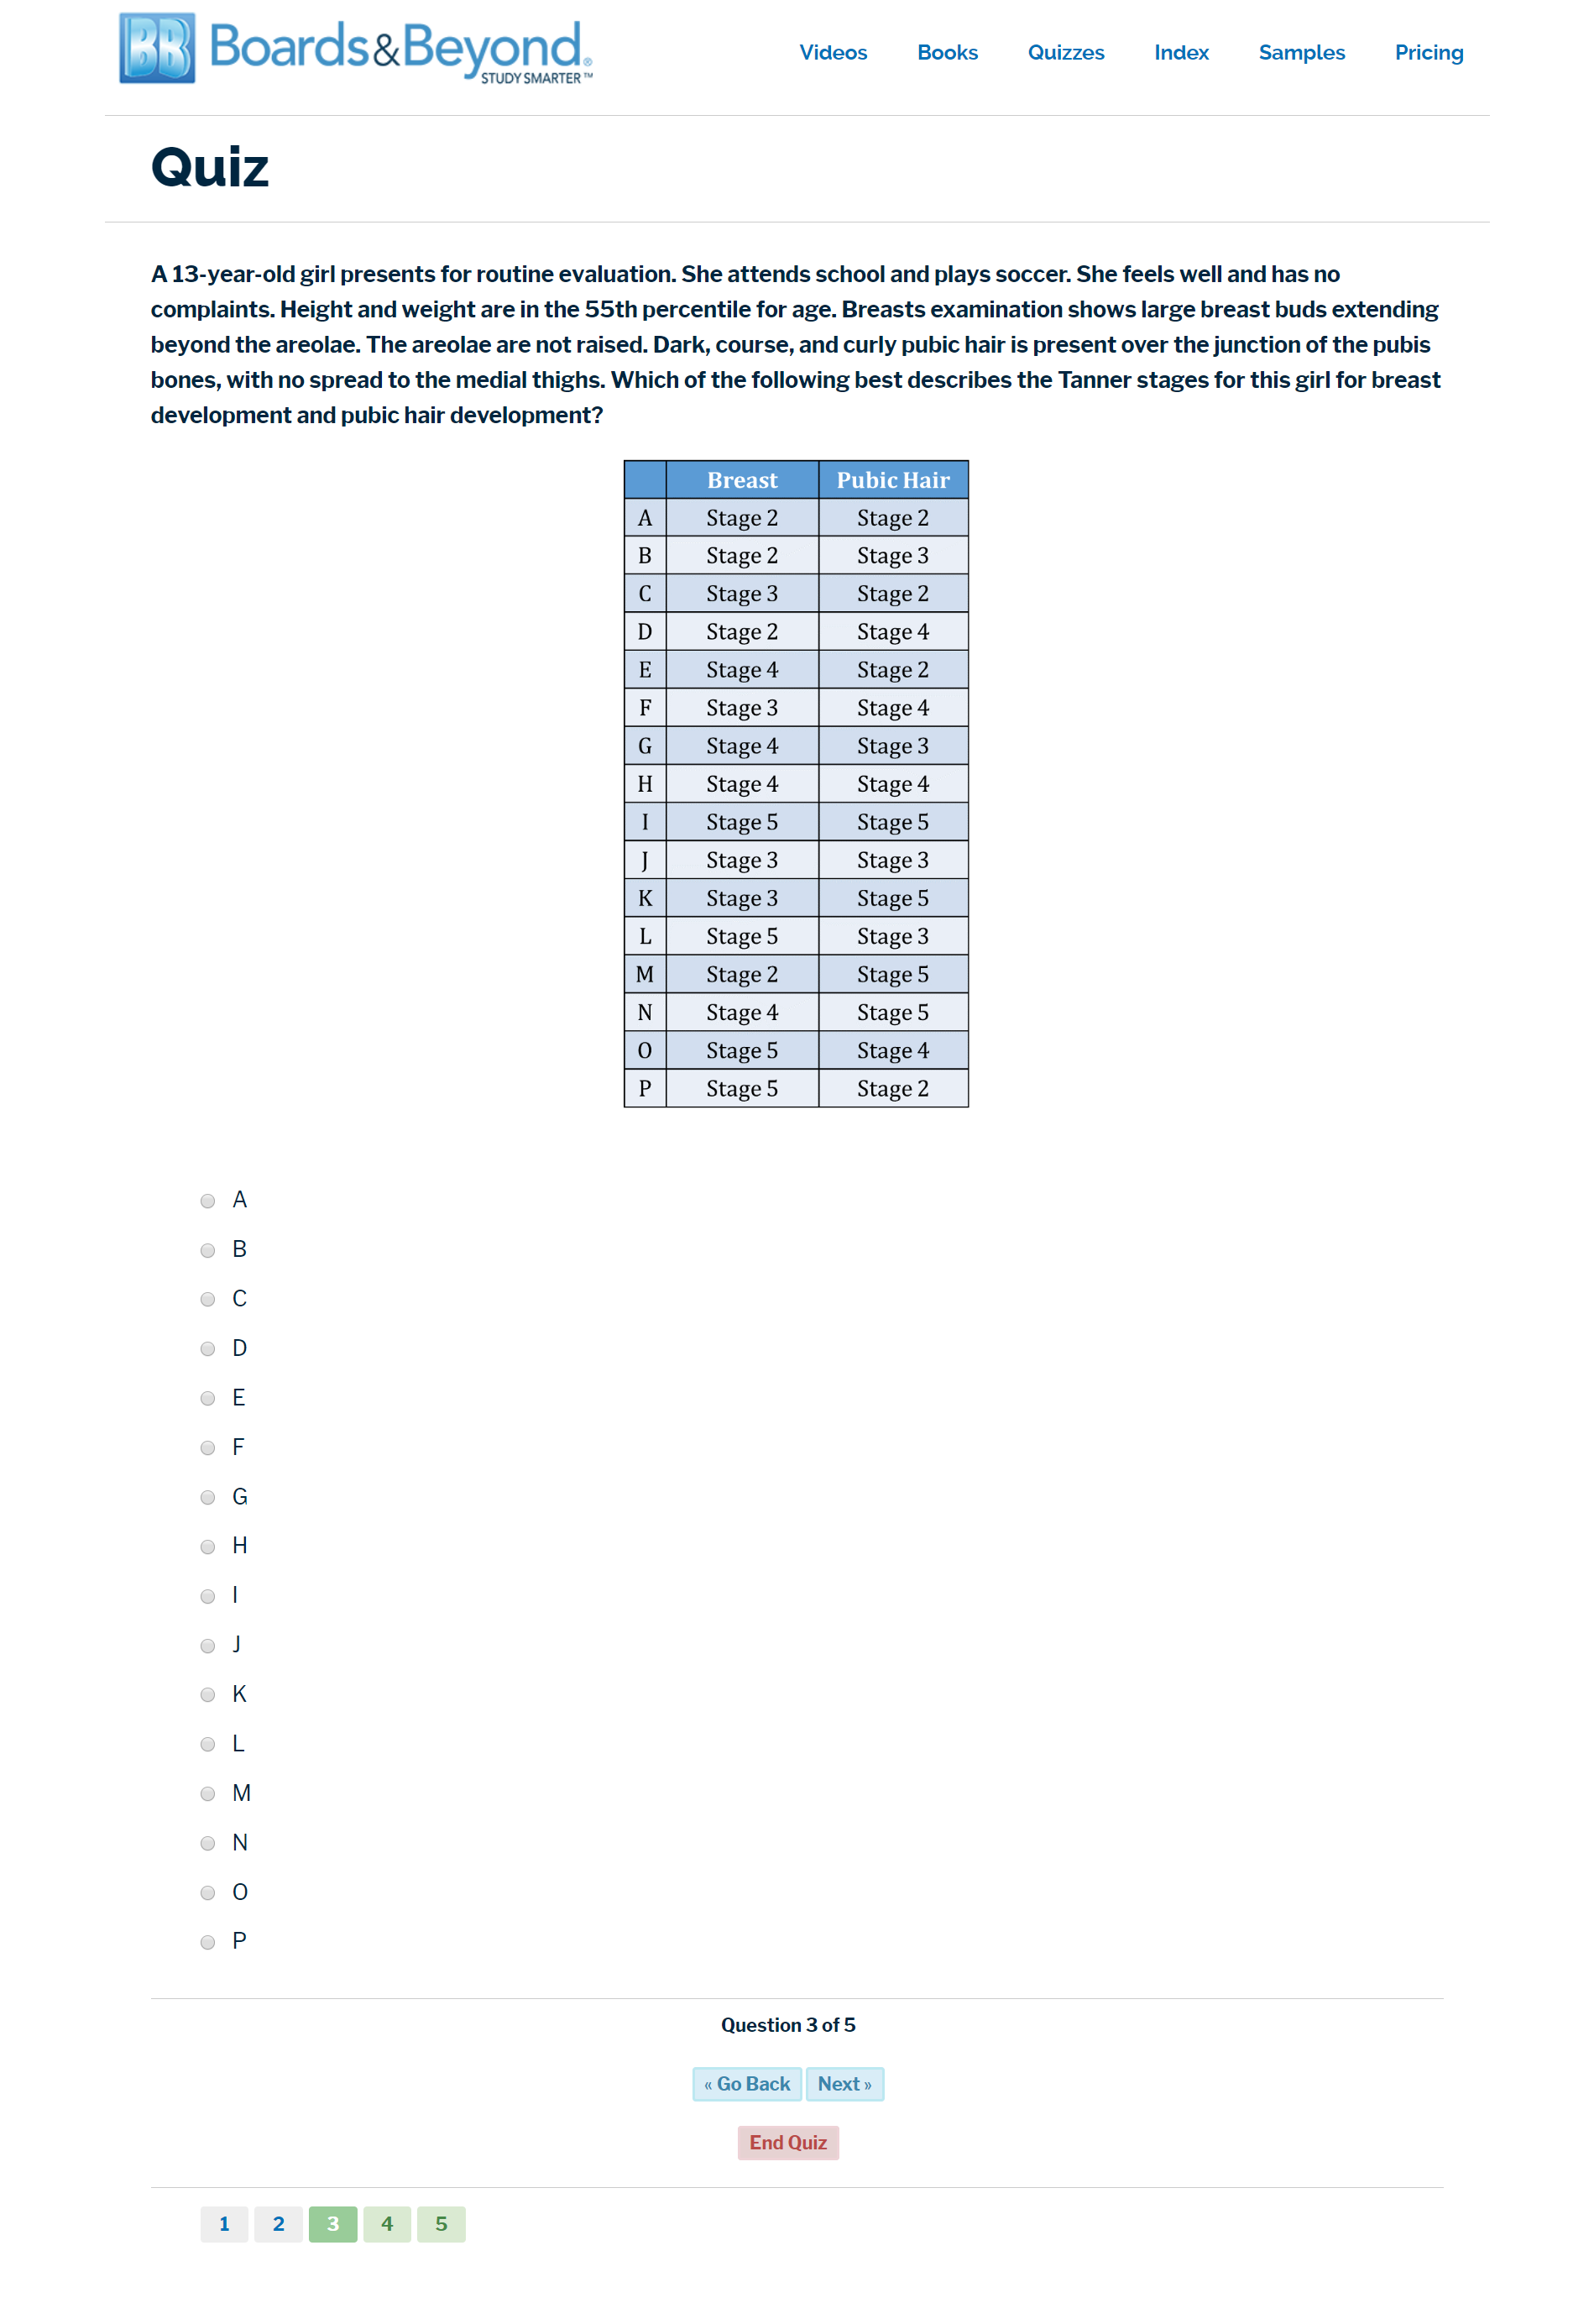 BB Boards&Beyond®
STUDY SMARTER™
Videos Books Quizzes Index Samples Pricing
Quiz
A 13-year-old girl presents for routine evaluation. She attends school and plays soccer. She feels well and has no
complaints. Height and weight are in the 55th percentile for age. Breasts examination shows large breast buds extending
beyond the areolae. The areolae are not raised. Dark, course, and curly pubic hair is present over the junction of the pubis
bones, with no spread to the medial thighs. Which of the following best describes the Tanner stages for this girl for breast
development and pubic hair development?
Breast Pubic Hair
A Stage 2 Stage 2
B Stage 2 Stage 3
C Stage 3 Stage 2
D Stage 2 Stage 4
E Stage 4 Stage 2
F Stage 3 Stage 4
G Stage 4 Stage 3
H Stage 4 Stage 4
I Stage 5 Stage 5
J Stage 3 Stage 3
K Stage 3 Stage 5
L Stage 5 Stage 3
M Stage 2 Stage 5
N Stage 4 Stage 5
O Stage 5 Stage 4
P Stage 5 Stage 2
A
B
C
D
E
F
G
H
I
J
K
L
M
N
O
P
Question 3 of 5
« Go Back Next »
End Quiz
1 2 3 4 5